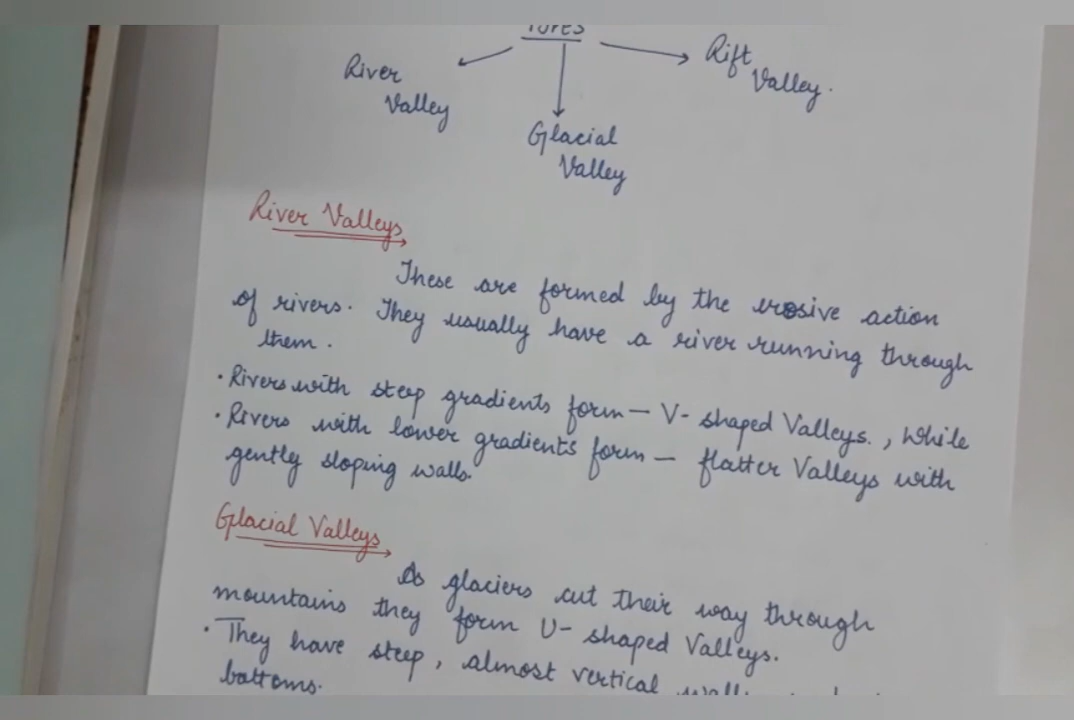 River
Valley
Glacial
Valley
Rift
Valley.
River Valleys
These are formed by the erosive action
of rivers. They usually have a river running through
them.
• Rivers with steep gradients form — V- shaped Valleys. , While
• Rivers with lower gradients form — flatter Valleys with
gently sloping walls.
Glacial Valleys
As glaciers cut their way through
mountains they form U- shaped Valleys.
• They have steep, almost vertical
bottoms.